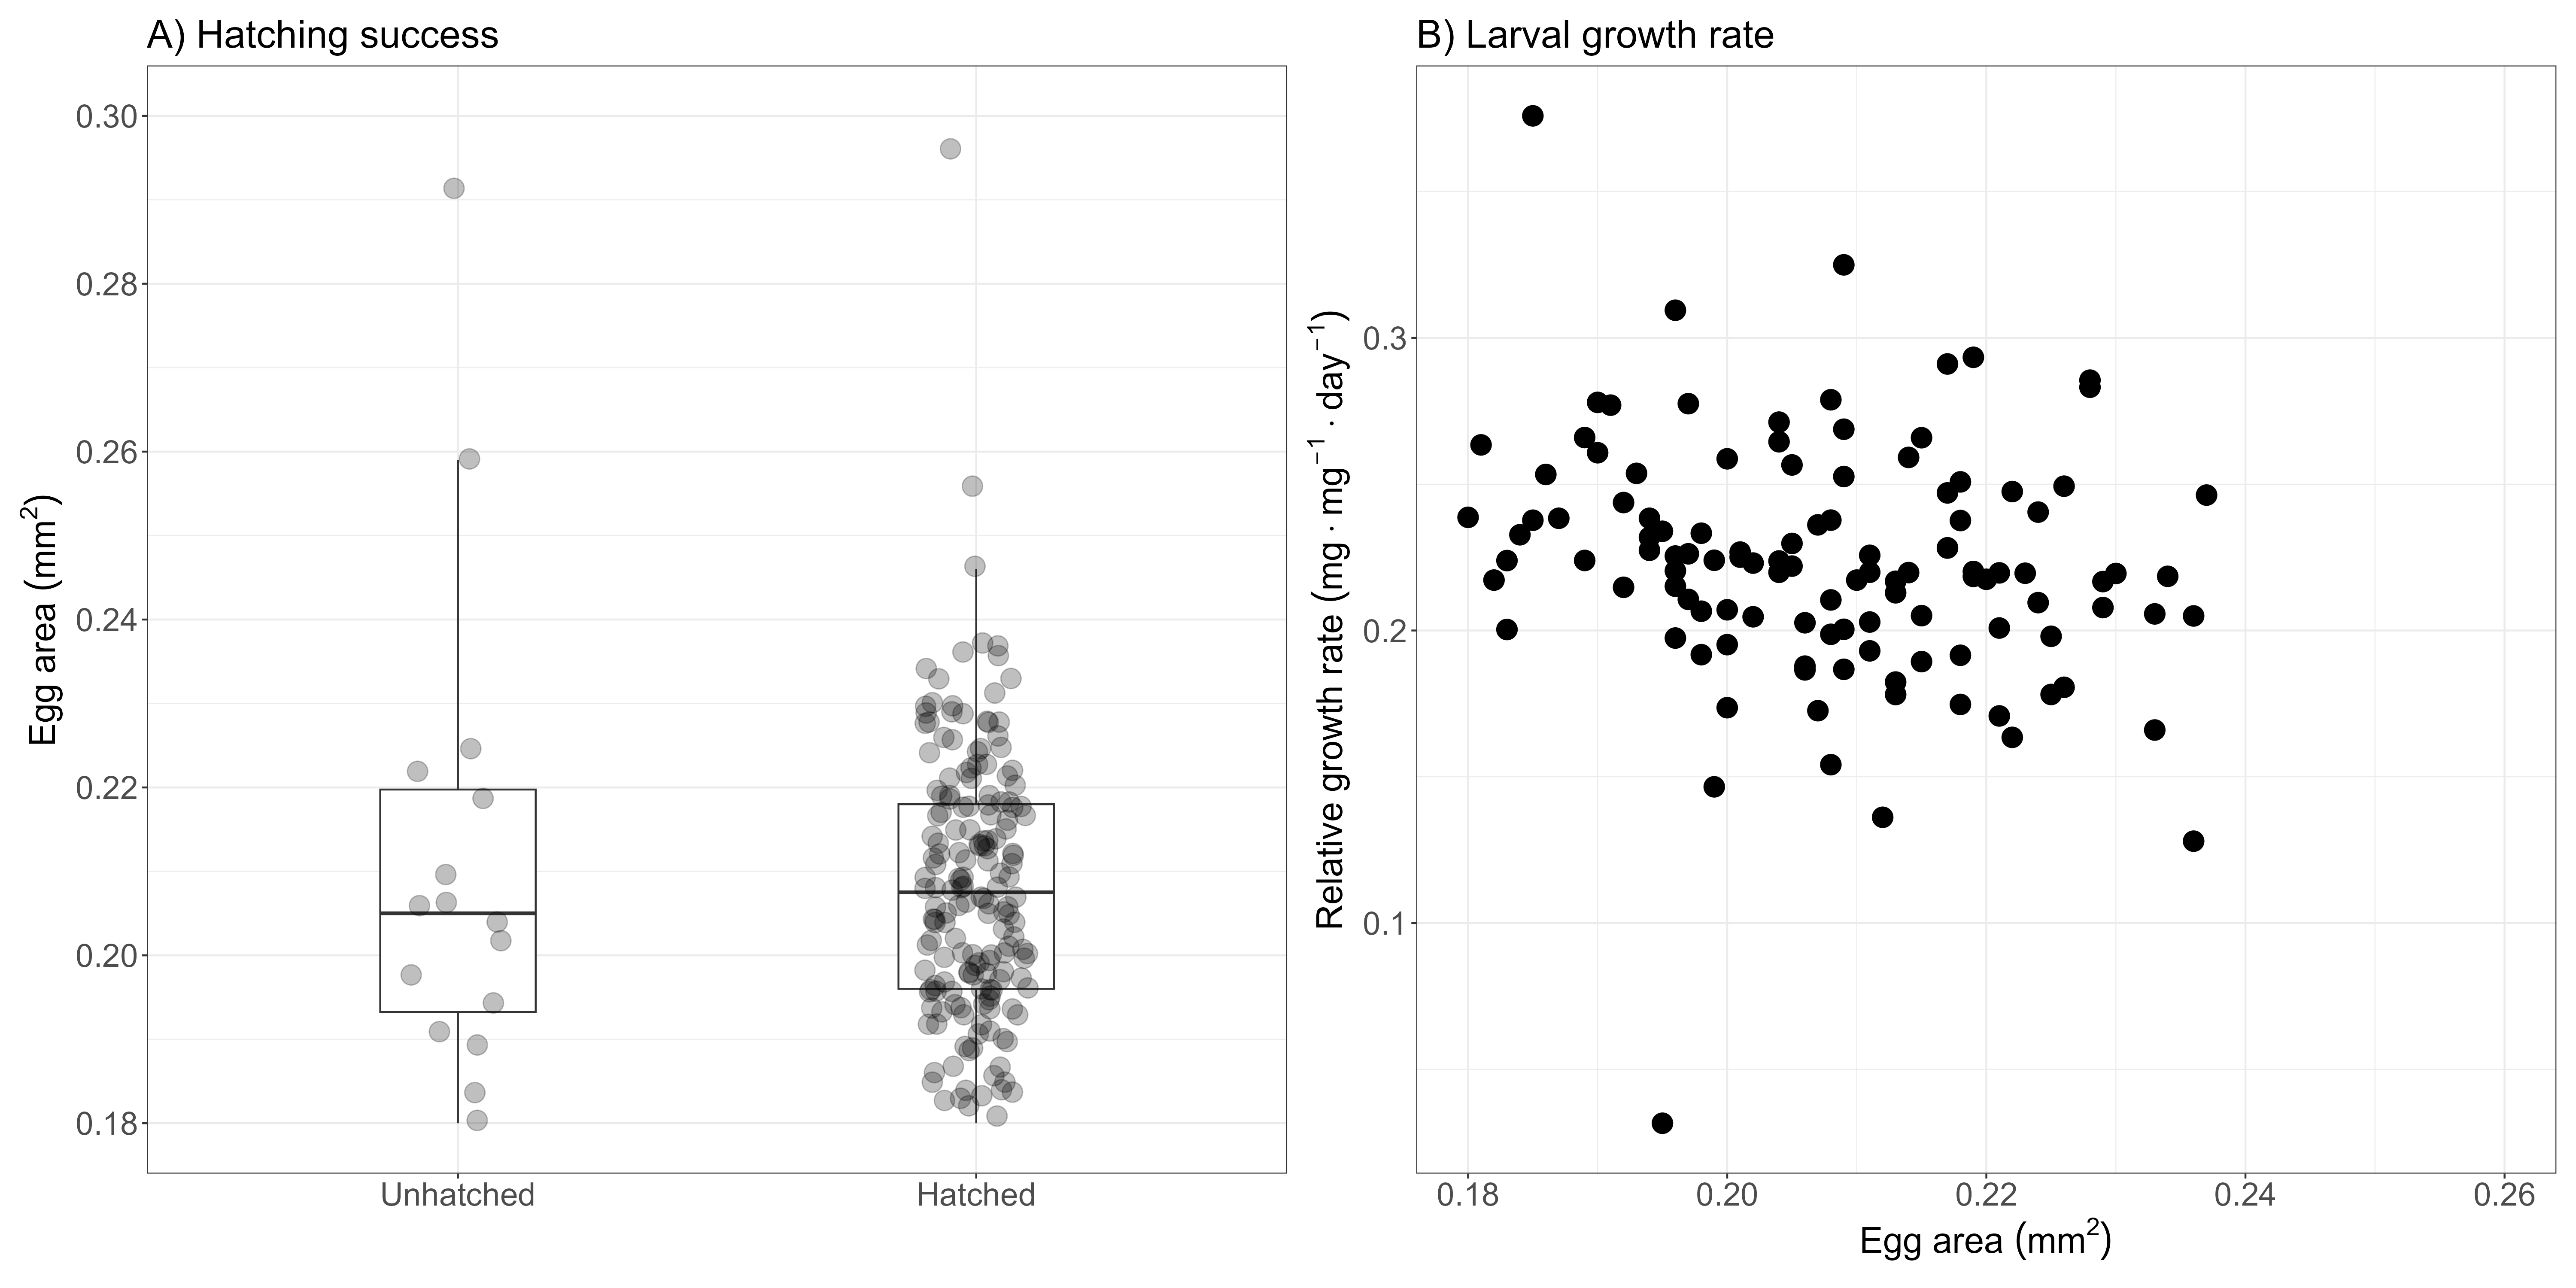 A) Hatching success
Egg area (mm²)
0.30
0.28
0.26
0.24
0.22
0.20
0.18
Unhatched
Hatched
B) Larval growth rate
Relative growth rate (mg · mg⁻¹ · day⁻¹)
0.3
0.2
0.1
0.18
0.20
0.22
0.24
0.26
Egg area (mm²)